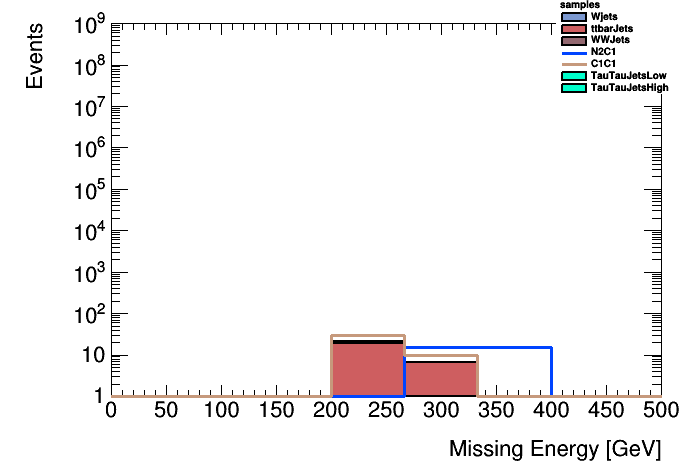 samples
Wjets
ttbarJets
WWJets
N2C1
C1C1
TauTauJetsLow
TauTauJetsHigh
Events
10⁹
10⁸
10⁷
10⁶
10⁵
10⁴
10³
10²
10
1
0 50 100 150 200 250 300 350 400 450 500
Missing Energy [GeV]